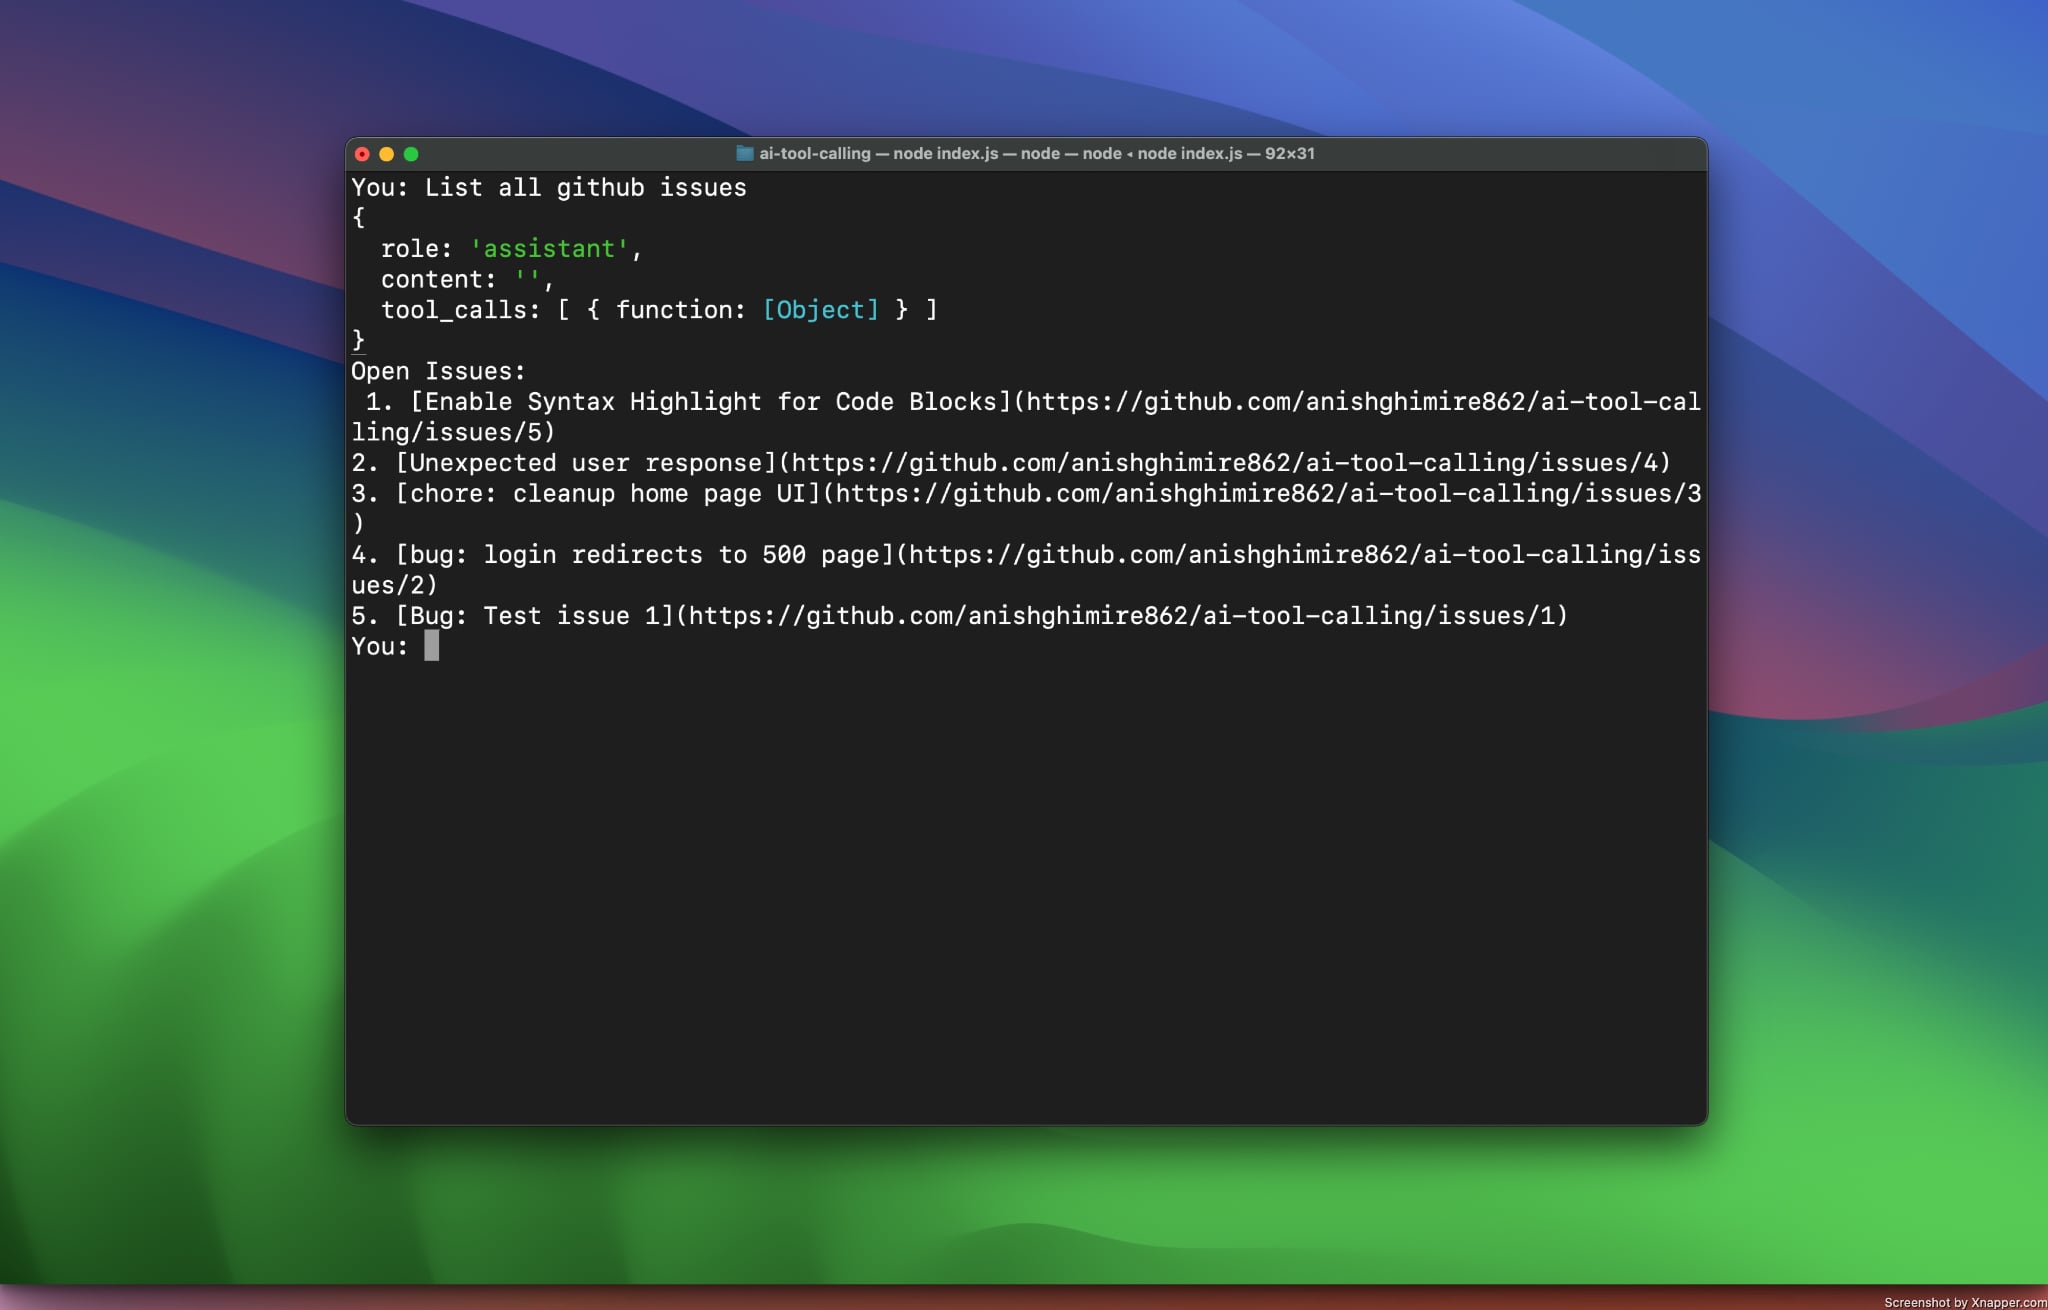 ai-tool-calling — node index.js — node — node ◂ node index.js — 92×31
You: List all github issues
{
  role: 'assistant',
  content: '',
  tool_calls: [ { function: [Object] } ]
}
Open Issues:
 1. [Enable Syntax Highlight for Code Blocks](https://github.com/anishghimire862/ai-tool-cal
ling/issues/5)
2. [Unexpected user response](https://github.com/anishghimire862/ai-tool-calling/issues/4)
3. [chore: cleanup home page UI](https://github.com/anishghimire862/ai-tool-calling/issues/3
)
4. [bug: login redirects to 500 page](https://github.com/anishghimire862/ai-tool-calling/iss
ues/2)
5. [Bug: Test issue 1](https://github.com/anishghimire862/ai-tool-calling/issues/1)
You:
Screenshot by Xnapper.com